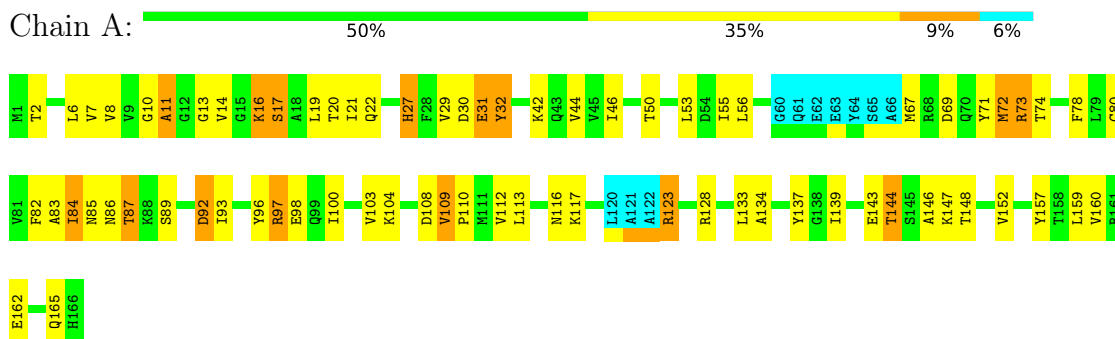 Chain A:
50% 35% 9% 6%
M1 T2 L6 V7 V8 V9 G10 A11 G12 G13 V14 G15 K16 S17 A18 L19 T20 I21 Q22 H27 F28 V29 D30 E31 Y32 K42 Q43 V44 V45 I46 T50 L53 D54 I55 L56 G60 Q61 E62 E63 Y64 S65 A66 M67 R68 D69 Q70 Y71 M72 R73 T74 F78 L79 C80
V81 F82 A83 I84 N85 N86 T87 K88 S89 D92 I93 Y96 R97 E98 Q99 I100 V103 K104 D108 V109 P110 M111 V112 L113 N116 K117 L120 A121 A122 R123 R128 L133 A134 Y137 G138 I139 E143 T144 S145 A146 K147 T148 V152 Y157 T158 L159 V160 R161
E162 Q165 H166